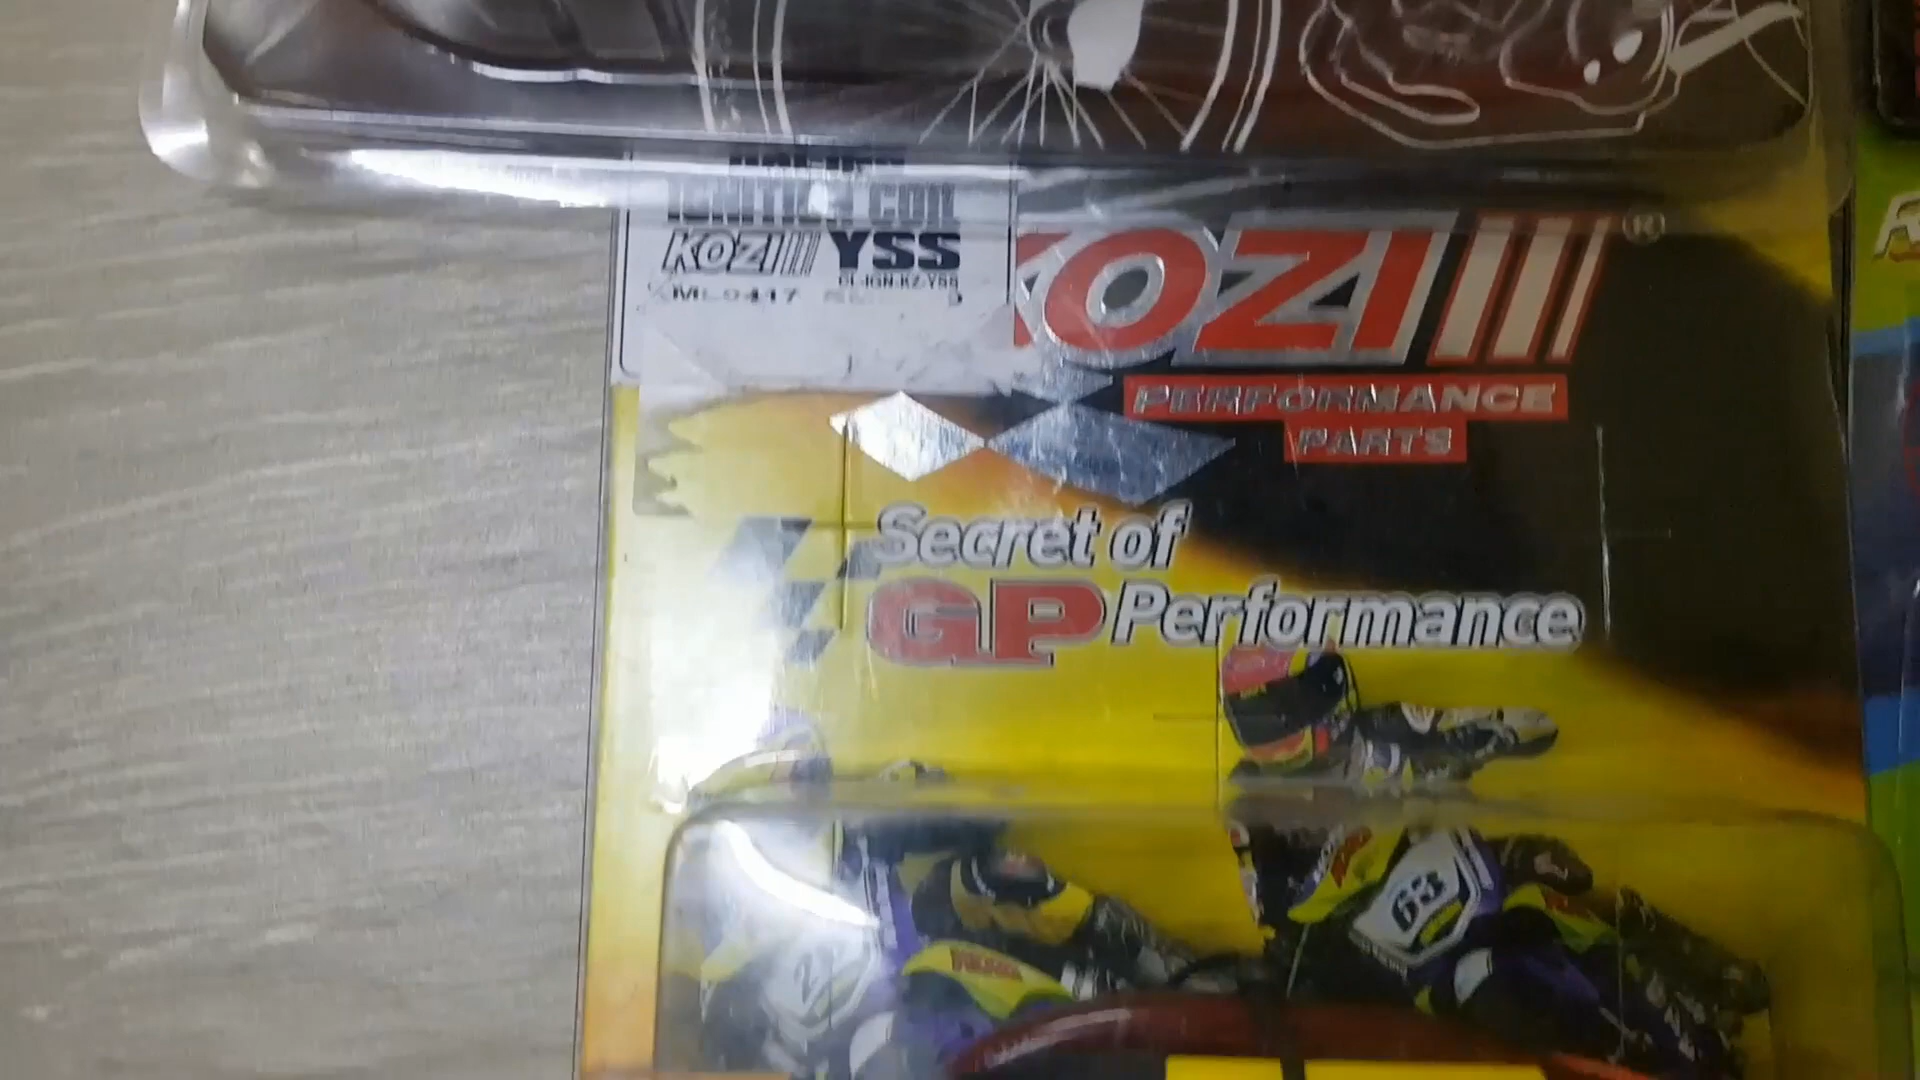 IGNITION COIL
KOZI YSS
KOZI ®
PERFORMANCE
PARTS
Secret of
GP Performance
63